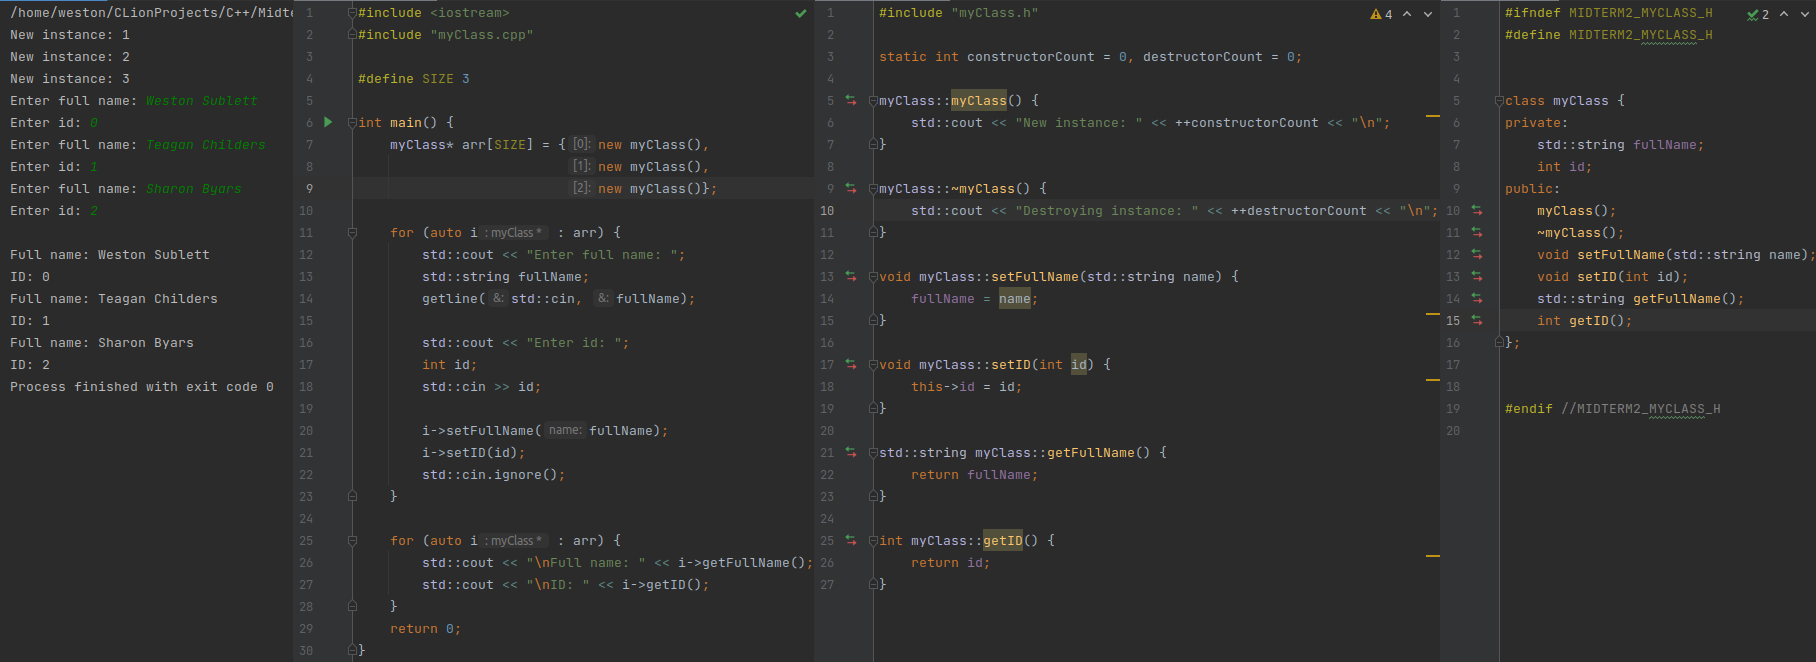 /home/weston/CLionProjects/C++/Midte
New instance: 1
New instance: 2
New instance: 3
Enter full name: Weston Sublett
Enter id: 0
Enter full name: Teagan Childers
Enter id: 1
Enter full name: Sharon Byars
Enter id: 2
Full name: Weston Sublett
ID: 0
Full name: Teagan Childers
ID: 1
Full name: Sharon Byars
ID: 2
Process finished with exit code 0
1 #include <iostream>
2 #include "myClass.cpp"
3
4 #define SIZE 3
5
6 int main() {
7 myClass* arr[SIZE] = { [0]: new myClass(),
8 [1]: new myClass(),
9 [2]: new myClass()};
10
11 for (auto i : myClass * : arr) {
12 std::cout << "Enter full name: ";
13 std::string fullName;
14 getline( &: std::cin, &: fullName);
15
16 std::cout << "Enter id: ";
17 int id;
18 std::cin >> id;
19
20 i->setFullName( name: fullName);
21 i->setID(id);
22 std::cin.ignore();
23 }
24
25 for (auto i : myClass * : arr) {
26 std::cout << "\nFull name: " << i->getFullName();
27 std::cout << "\nID: " << i->getID();
28 }
29 return 0;
30 }
4
1 #include "myClass.h"
2
3 static int constructorCount = 0, destructorCount = 0;
4
5 myClass::myClass() {
6 std::cout << "New instance: " << ++constructorCount << "\n";
7 }
8
9 myClass::~myClass() {
10 std::cout << "Destroying instance: " << ++destructorCount << "\n";
11 }
12
13 void myClass::setFullName(std::string name) {
14 fullName = name;
15 }
16
17 void myClass::setID(int id) {
18 this->id = id;
19 }
20
21 std::string myClass::getFullName() {
22 return fullName;
23 }
24
25 int myClass::getID() {
26 return id;
27 }
2
1 #ifndef MIDTERM2_MYCLASS_H
2 #define MIDTERM2_MYCLASS_H
3
4
5 class myClass {
6 private:
7 std::string fullName;
8 int id;
9 public:
10 myClass();
11 ~myClass();
12 void setFullName(std::string name);
13 void setID(int id);
14 std::string getFullName();
15 int getID();
16 };
17
18
19 #endif //MIDTERM2_MYCLASS_H
20